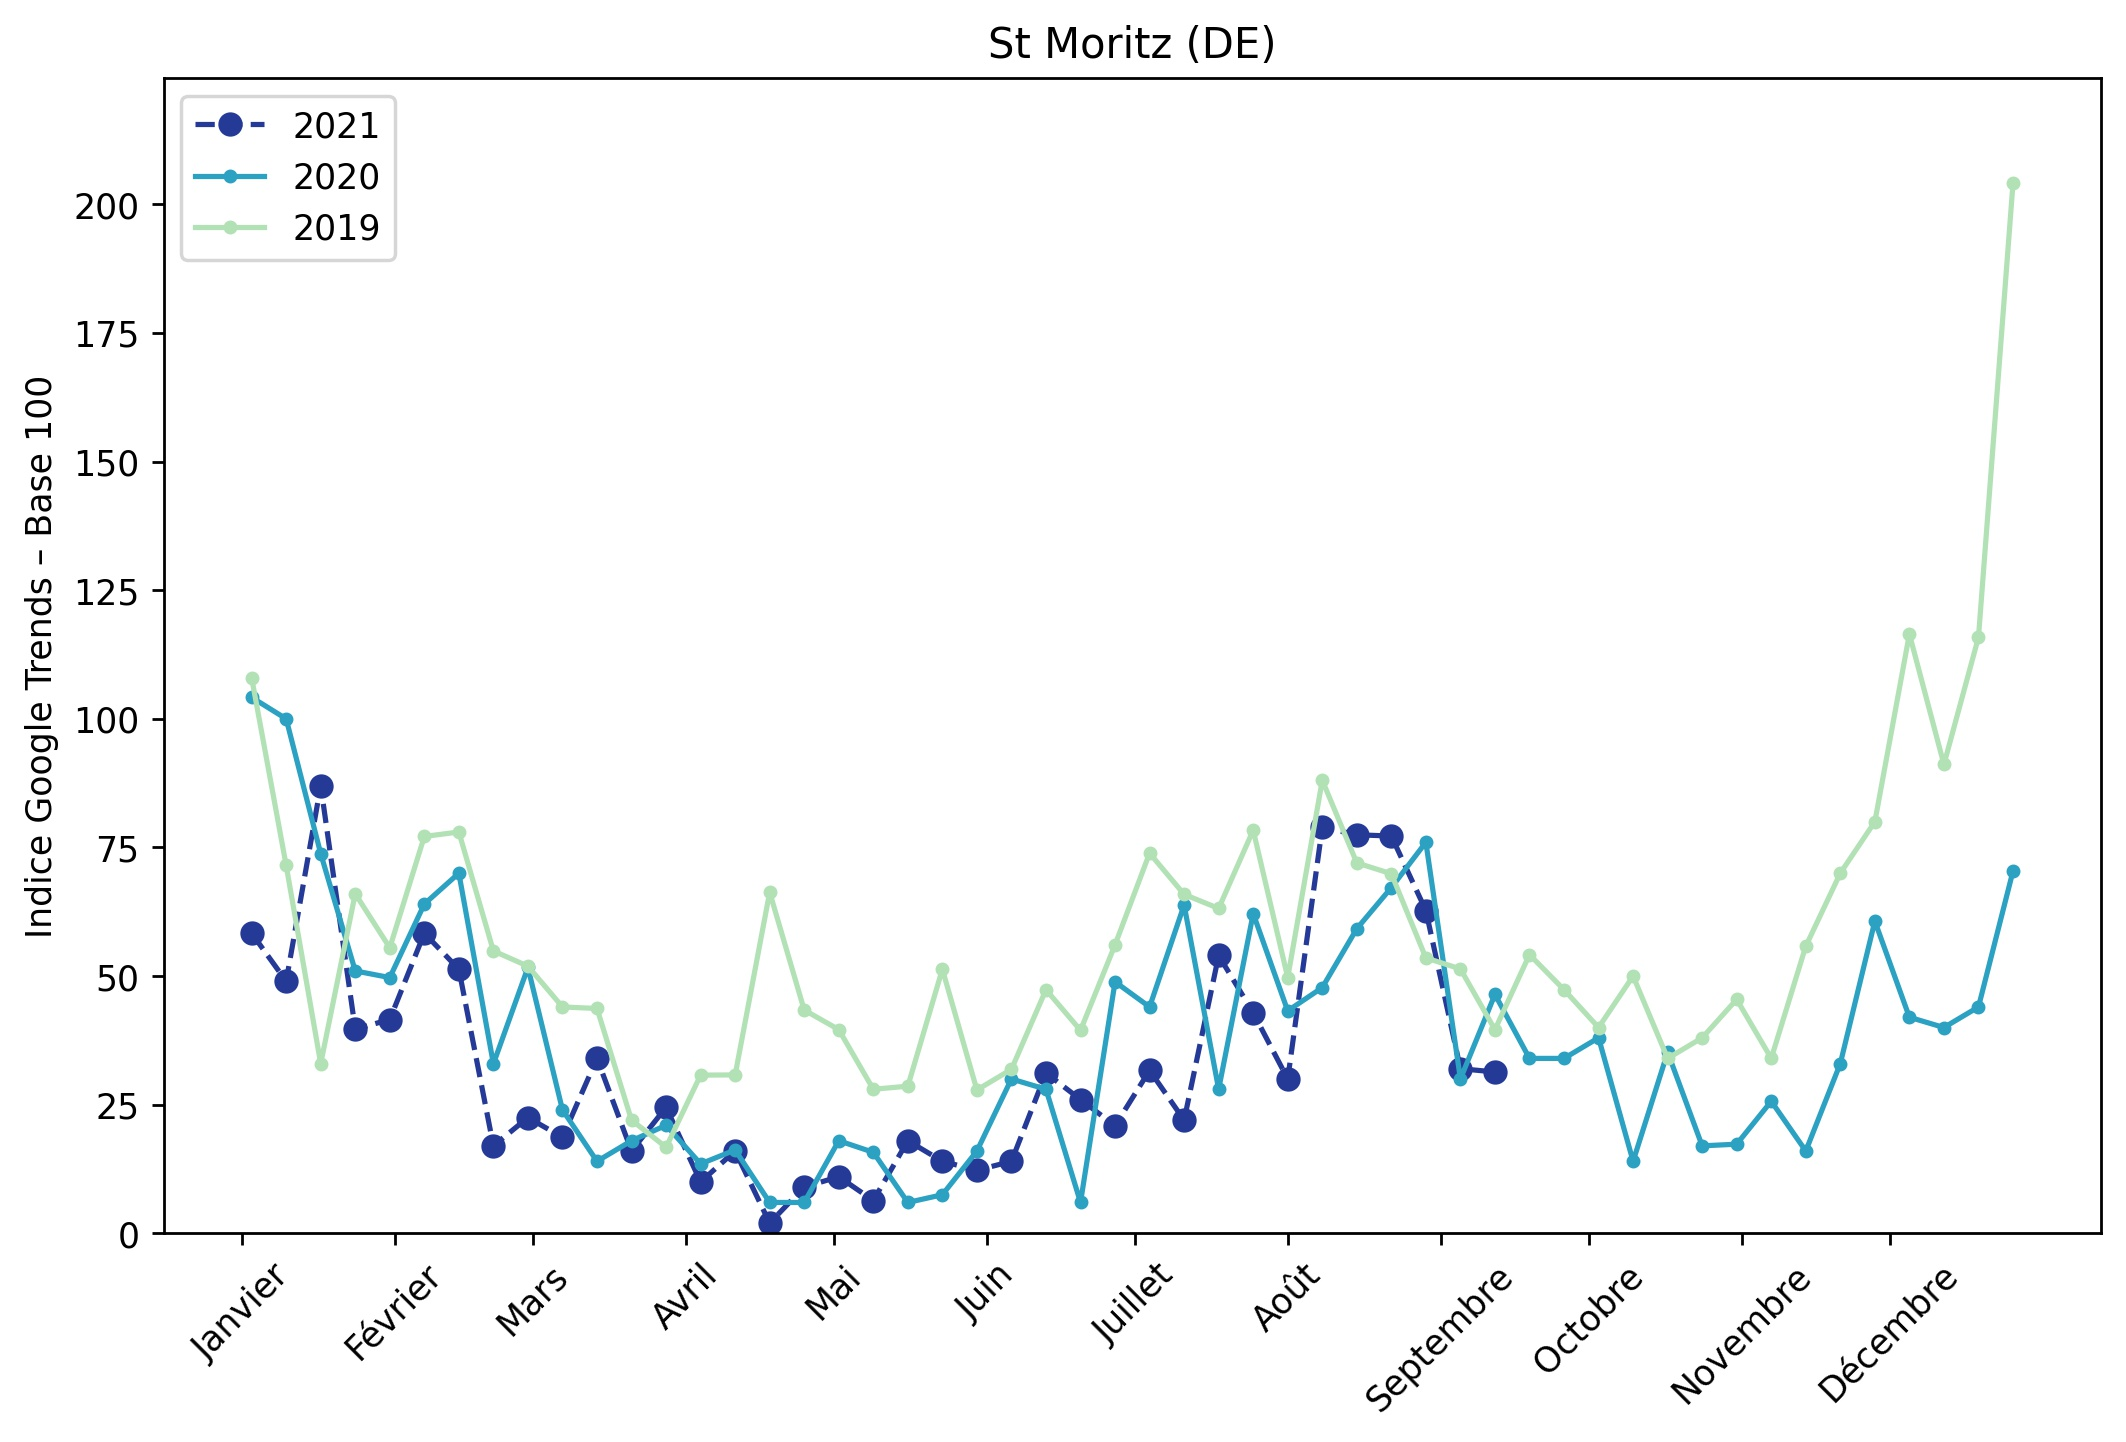 St Moritz (DE)
2021
2020
2019
Indice Google Trends – Base 100
200
175
150
125
100
75
50
25
0
Janvier
Février
Mars
Avril
Mai
Juin
Juillet
Août
Septembre
Octobre
Novembre
Décembre